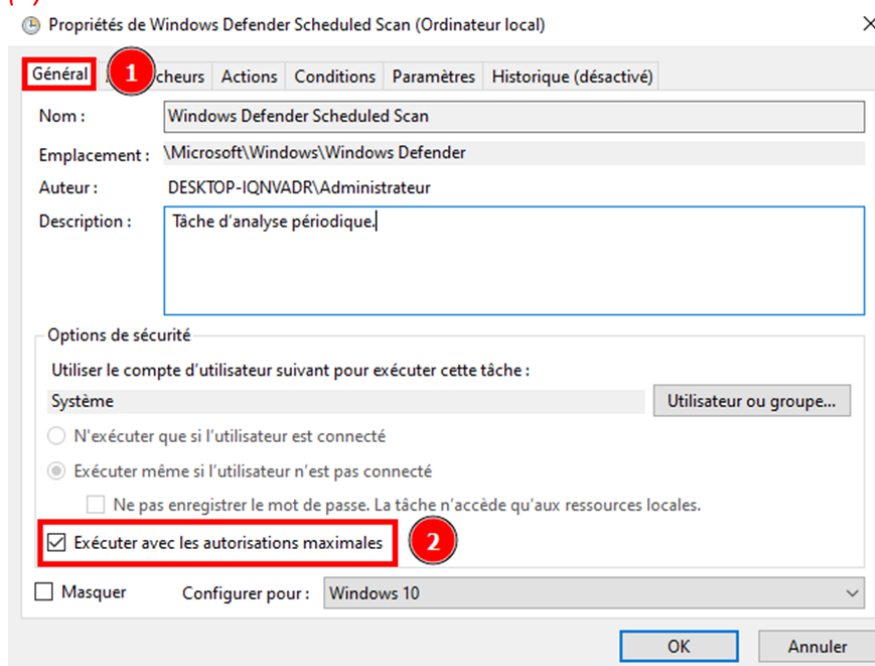 Propriétés de Windows Defender Scheduled Scan (Ordinateur local)
Général 1 cheurs Actions Conditions Paramètres Historique (désactivé)
Nom : Windows Defender Scheduled Scan
Emplacement : \Microsoft\Windows\Windows Defender
Auteur : DESKTOP-IQNVADR\Administrateur
Description : Tâche d'analyse périodique.
Options de sécurité
Utiliser le compte d'utilisateur suivant pour exécuter cette tâche :
Système Utilisateur ou groupe...
N'exécuter que si l'utilisateur est connecté
Exécuter même si l'utilisateur n'est pas connecté
Ne pas enregistrer le mot de passe. La tâche n'accède qu'aux ressources locales.
Exécuter avec les autorisations maximales 2
Masquer Configurer pour : Windows 10
OK Annuler